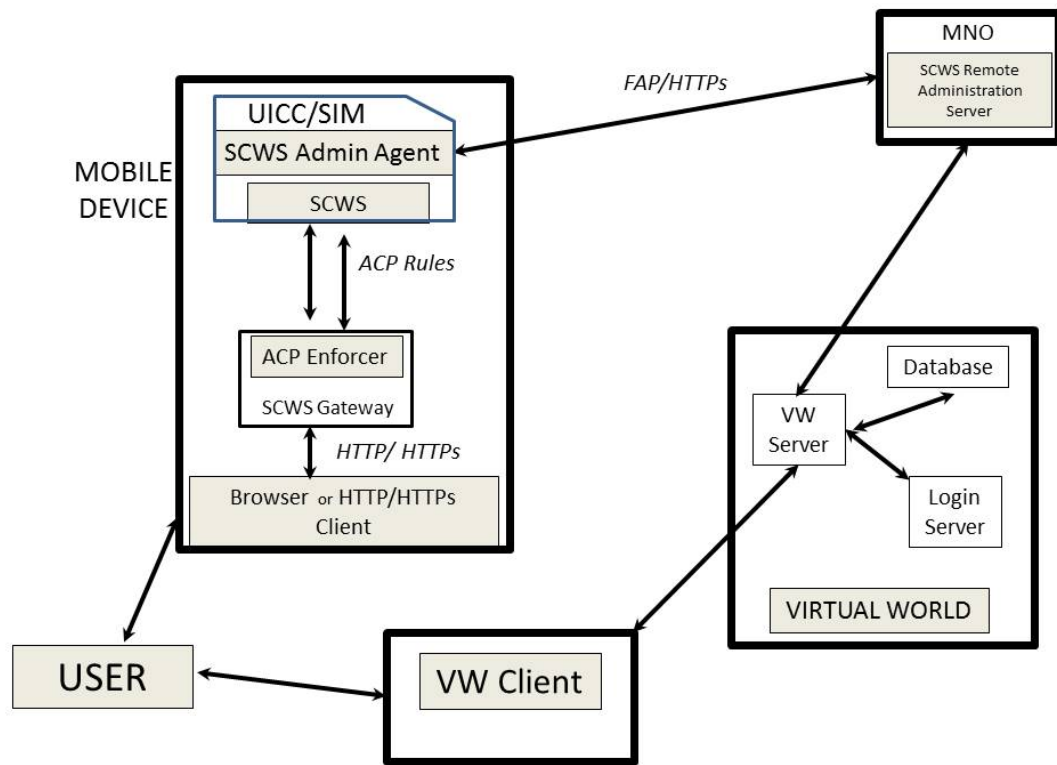 MNO
SCWS Remote
Administration
Server
FAP/HTTPs
UICC/SIM
SCWS Admin Agent
SCWS
MOBILE
DEVICE
ACP Rules
ACP Enforcer
SCWS Gateway
HTTP/ HTTPs
Browser or HTTP/HTTPs
Client
Database
VW
Server
Login
Server
VIRTUAL WORLD
USER
VW Client